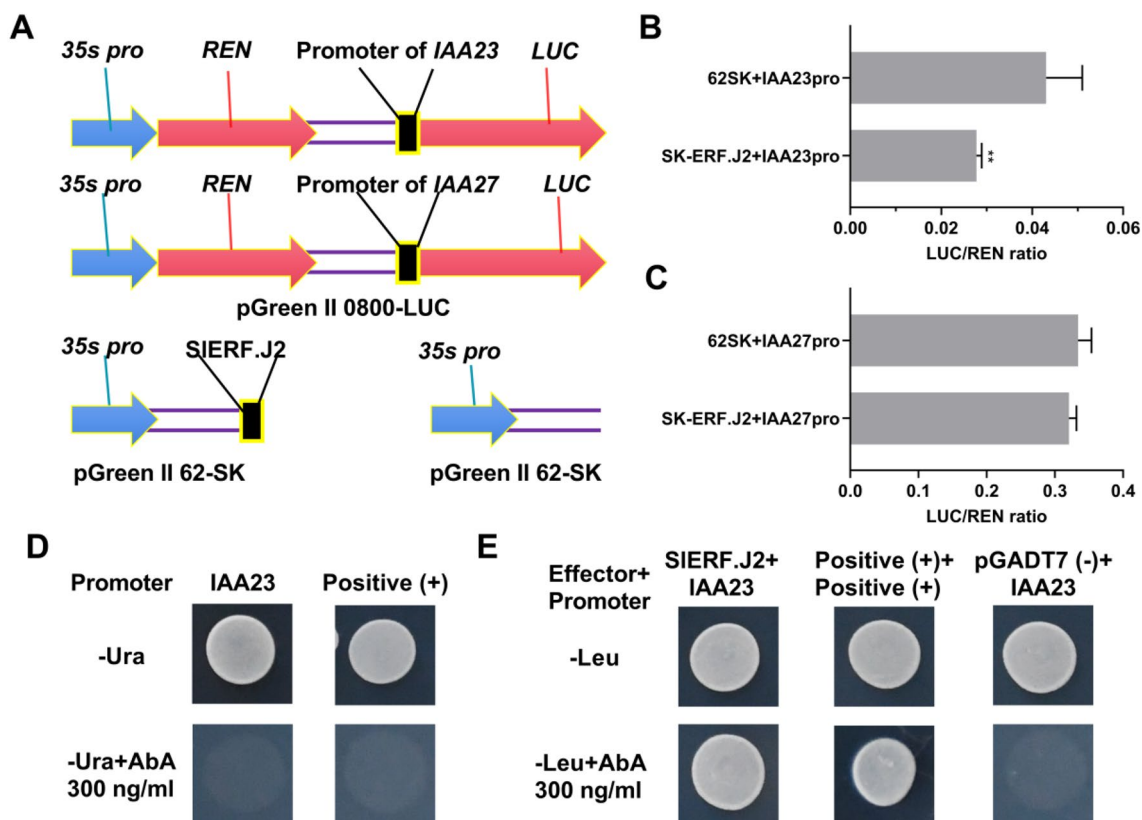 A
35s pro REN Promoter of IAA23 LUC
35s pro REN Promoter of IAA27 LUC
pGreen II 0800-LUC
35s pro SlERF.J2 35s pro
pGreen II 62-SK pGreen II 62-SK
B
62SK+IAA23pro
SK-ERF.J2+IAA23pro
**
0.00 0.02 0.04 0.06
LUC/REN ratio
C
62SK+IAA27pro
SK-ERF.J2+IAA27pro
0.0 0.1 0.2 0.3 0.4
LUC/REN ratio
D
Promoter IAA23 Positive (+)
-Ura
-Ura+AbA
300 ng/ml
E
Effector+
Promoter
SlERF.J2+
IAA23
Positive (+)+
Positive (+)
pGADT7 (-)+
IAA23
-Leu
-Leu+AbA
300 ng/ml